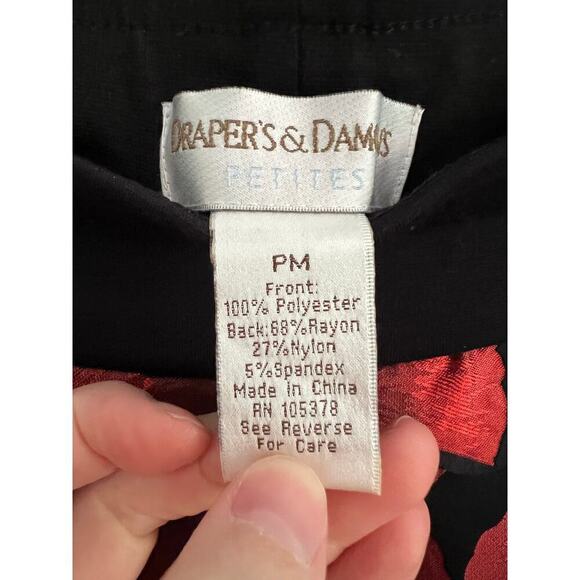 DRAPER'S & DAMON'S
PETITES
PM
Front:
100% Polyester
Back:68%Rayon
27%Nylon
5%Spandex
Made In China
RN 105378
See Reverse
For Care